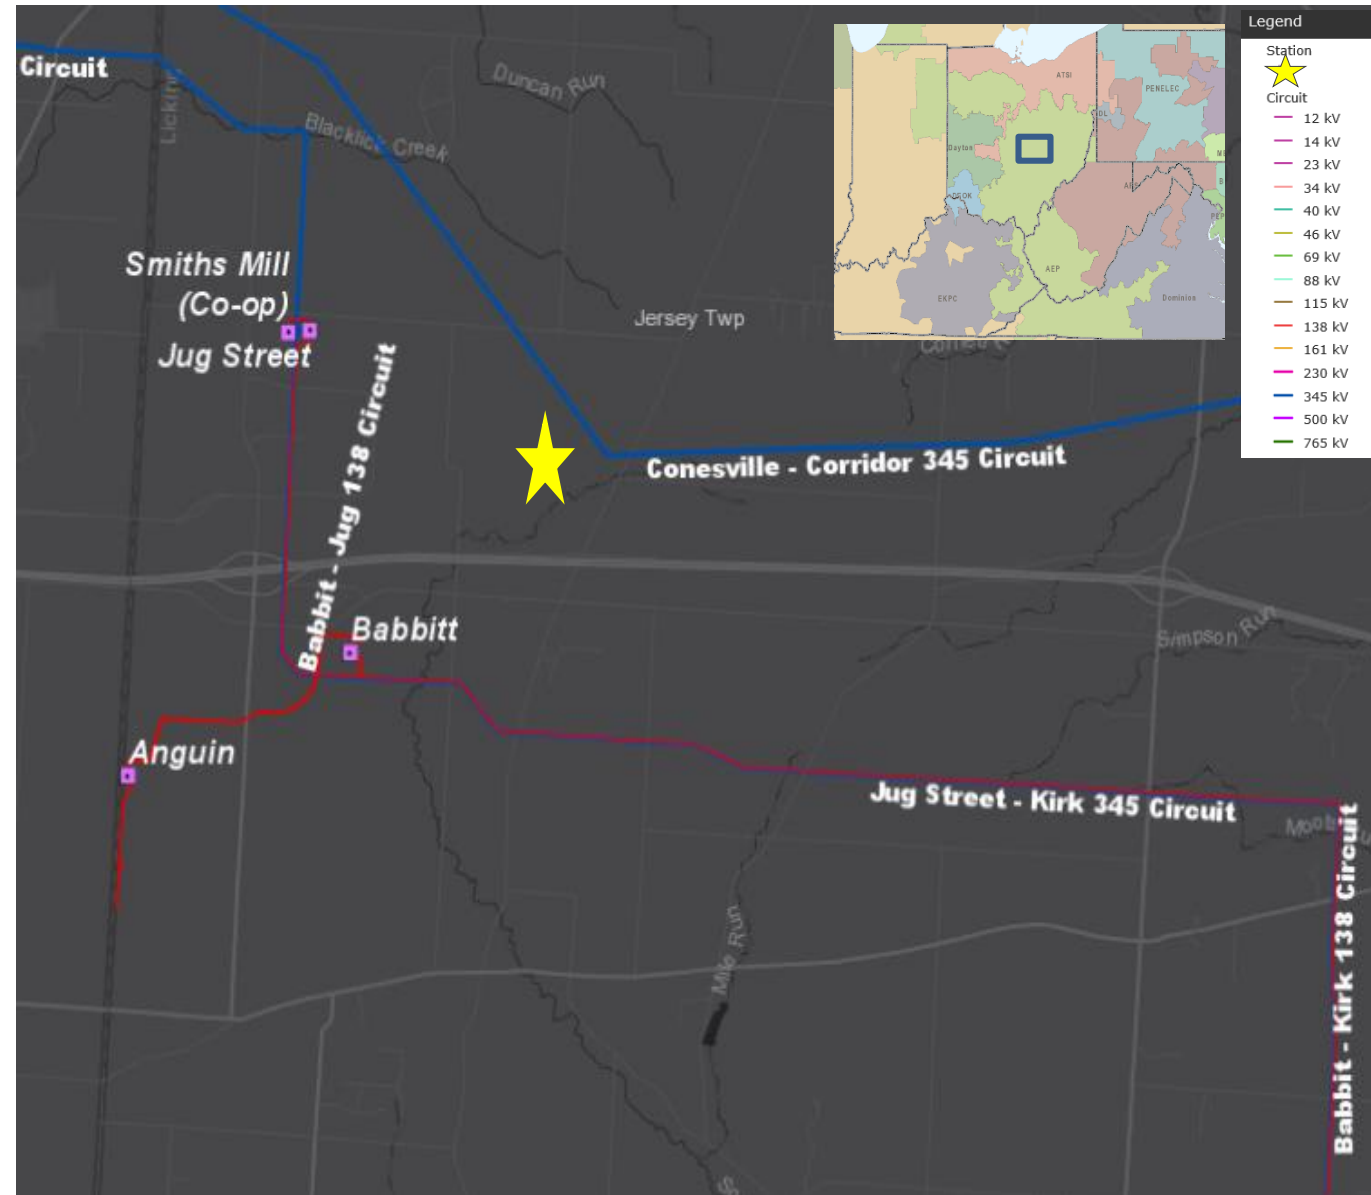 Circuit
Licking
Duncan Run
Blacklick Creek
Smiths Mill
(Co-op)
Jug Street
Jersey Twp
Babbit - Jug 138 Circuit
Conesville - Corridor 345 Circuit
Babbitt
Simpson Run
Anguin
Jug Street - Kirk 345 Circuit
Babbit - Kirk 138 Circuit
Mile Run
ATSI
PENELEC
Dayton
DEOK
AEP
EKPC
Dominion
Legend
Station
Circuit
12 kV
14 kV
23 kV
34 kV
40 kV
46 kV
69 kV
88 kV
115 kV
138 kV
161 kV
230 kV
345 kV
500 kV
765 kV